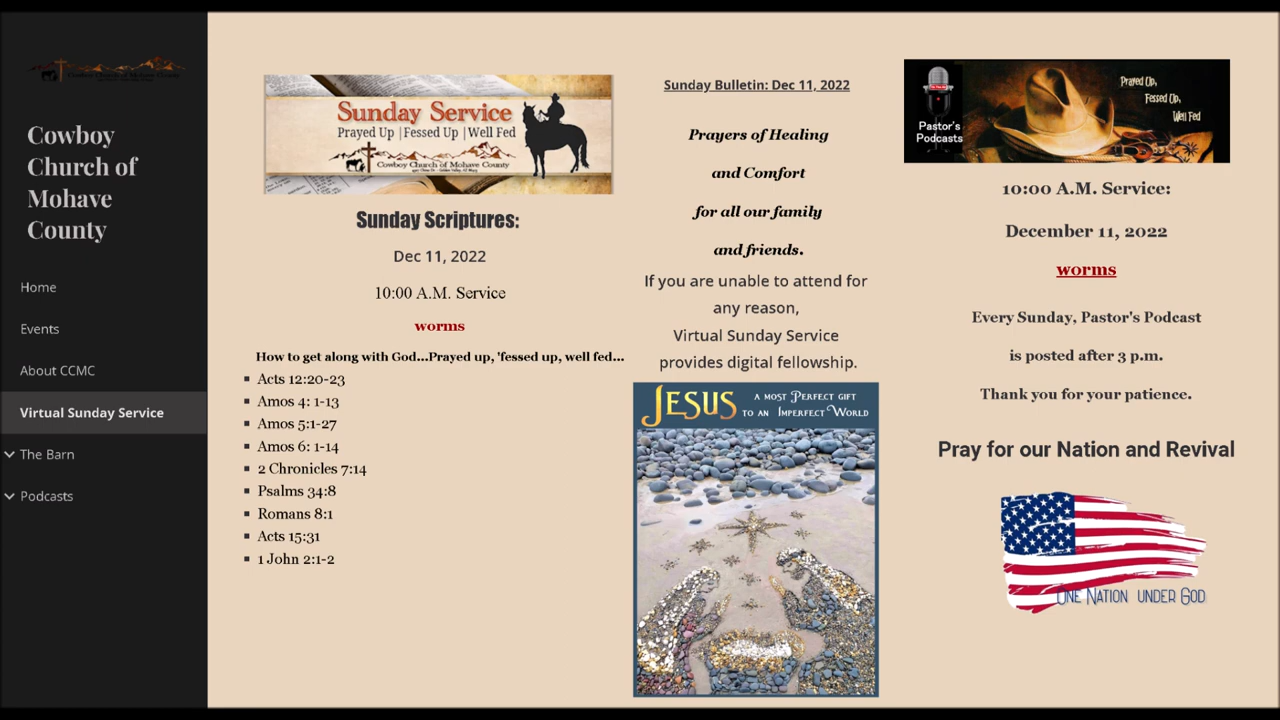 Cowboy Church of Mohave County
Cowboy
Church of
Mohave
County
Home
Events
About CCMC
Virtual Sunday Service
The Barn
Podcasts
Sunday Service
Prayed Up | Fessed Up | Well Fed
Cowboy Church of Mohave County
Sunday Scriptures:
Dec 11, 2022
10:00 A.M. Service
worms
How to get along with God...Prayed up, 'fessed up, well fed...
Acts 12:20-23
Amos 4: 1-13
Amos 5:1-27
Amos 6: 1-14
2 Chronicles 7:14
Psalms 34:8
Romans 8:1
Acts 15:31
1 John 2:1-2
Sunday Bulletin: Dec 11, 2022
Prayers of Healing
and Comfort
for all our family
and friends.
If you are unable to attend for
any reason,
Virtual Sunday Service
provides digital fellowship.
JESUS
A MOST PERFECT GIFT
TO AN IMPERFECT WORLD
Pastor's
Podcasts
Prayed Up,
Fessed Up,
Well Fed
10:00 A.M. Service:
December 11, 2022
worms
Every Sunday, Pastor's Podcast
is posted after 3 p.m.
Thank you for your patience.
Pray for our Nation and Revival
ONE NATION UNDER GOD